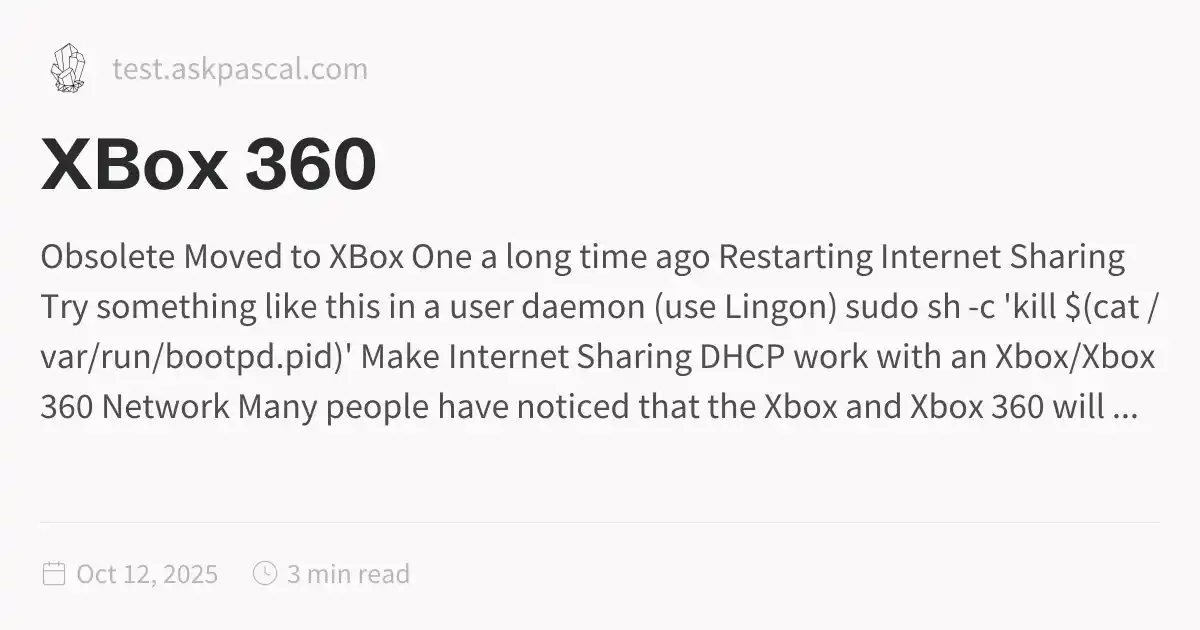 test.askpascal.com
XBox 360
Obsolete Moved to XBox One a long time ago Restarting Internet Sharing
Try something like this in a user daemon (use Lingon) sudo sh -c 'kill $(cat /
var/run/bootpd.pid)' Make Internet Sharing DHCP work with an Xbox/Xbox
360 Network Many people have noticed that the Xbox and Xbox 360 will ...
Oct 12, 2025 3 min read